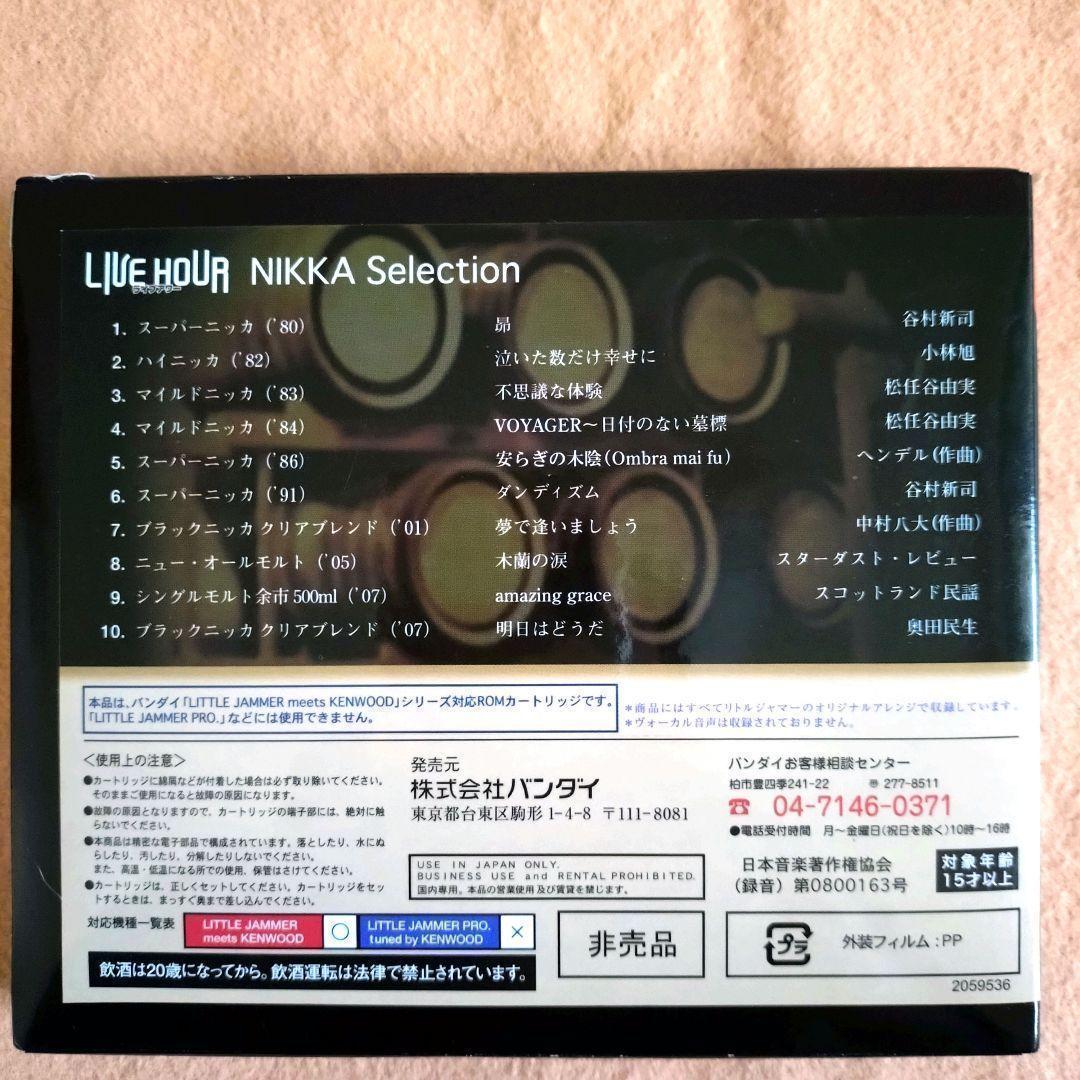 LIVE HOUR NIKKA Selection
ライブアワー
1. スーパーニッカ（'80） 昴 谷村新司
2. ハイニッカ（'82） 泣いた数だけ幸せに 小林旭
3. マイルドニッカ（'83） 不思議な体験 松任谷由実
4. マイルドニッカ（'84） VOYAGER～日付のない墓標 松任谷由実
5. スーパーニッカ（'86） 安らぎの木陰(Ombra mai fu) ヘンデル(作曲)
6. スーパーニッカ（'91） ダンディズム 谷村新司
7. ブラックニッカ クリアブレンド（'01） 夢で逢いましょう 中村八大(作曲)
8. ニュー・オールモルト（'05） 木蘭の涙 スターダスト・レビュー
9. シングルモルト余市 500ml（'07） amazing grace スコットランド民謡
10. ブラックニッカ クリアブレンド（'07） 明日はどうだ 奥田民生
本品は、バンダイ「LITTLE JAMMER meets KENWOOD」シリーズ対応ROMカートリッジです。
「LITTLE JAMMER PRO.」などには使用できません。
＊商品にはすべてリトルジャマーのオリジナルアレンジで収録しています。
＊ヴォーカル音声は収録されておりません。
＜使用上の注意＞
●カートリッジに綿屑などが付着した場合は必ず取り除いてください。
そのままご使用になると故障の原因になります。
●故障の原因となりますので、カートリッジの端子部には、絶対に触
らないでください。
●本商品は精密な電子部品で構成されています。落としたり、水にぬ
らしたり、汚したり、分解したりしないでください。
また、高温・低温になる所での使用、保管はさけてください。
●カートリッジは、正しくセットしてください。カートリッジをセッ
トするときは、まっすぐ奥まで差し込んでください。
発売元
株式会社バンダイ
東京都台東区駒形1-4-8 〒111-8081
USE IN JAPAN ONLY.
BUSINESS USE and RENTAL PROHIBITED.
国内専用。本品の営業使用及び賃貸を禁じます。
バンダイお客様相談センター
柏市豊四季241-22 〒277-8511
☎ 04-7146-0371
●電話受付時間 月～金曜日(祝日を除く)10時～16時
日本音楽著作権協会
（録音）第0800163号
対象年齢
15才以上
対応機種一覧表
LITTLE JAMMER
meets KENWOOD
○
LITTLE JAMMER PRO.
tuned by KENWOOD
×
飲酒は20歳になってから。飲酒運転は法律で禁止されています。
非売品
プラ
外装フィルム：PP
2059536